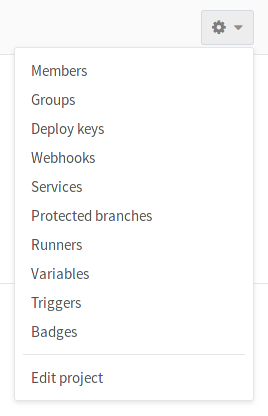 Members
Groups
Deploy keys
Webhooks
Services
Protected branches
Runners
Variables
Triggers
Badges
Edit project